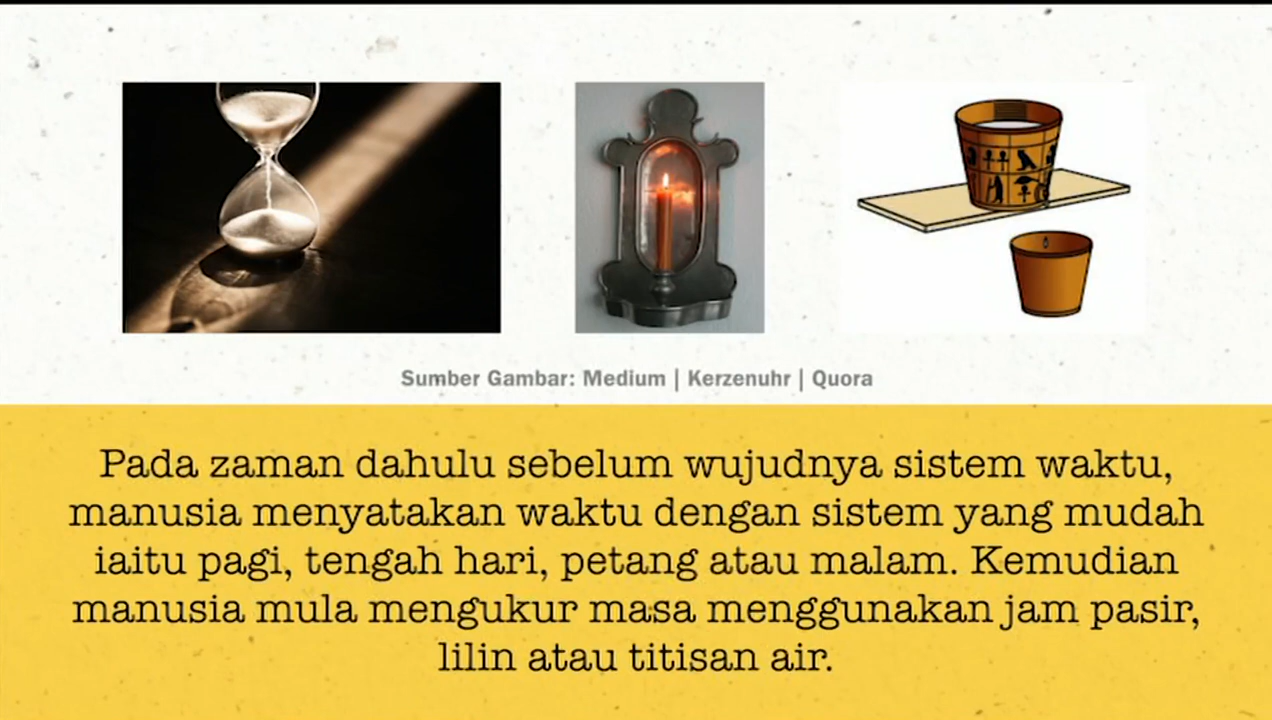 Sumber Gambar: Medium | Kerzenuhr | Quora
Pada zaman dahulu sebelum wujudnya sistem waktu,
manusia menyatakan waktu dengan sistem yang mudah
iaitu pagi, tengah hari, petang atau malam. Kemudian
manusia mula mengukur masa menggunakan jam pasir,
lilin atau titisan air.